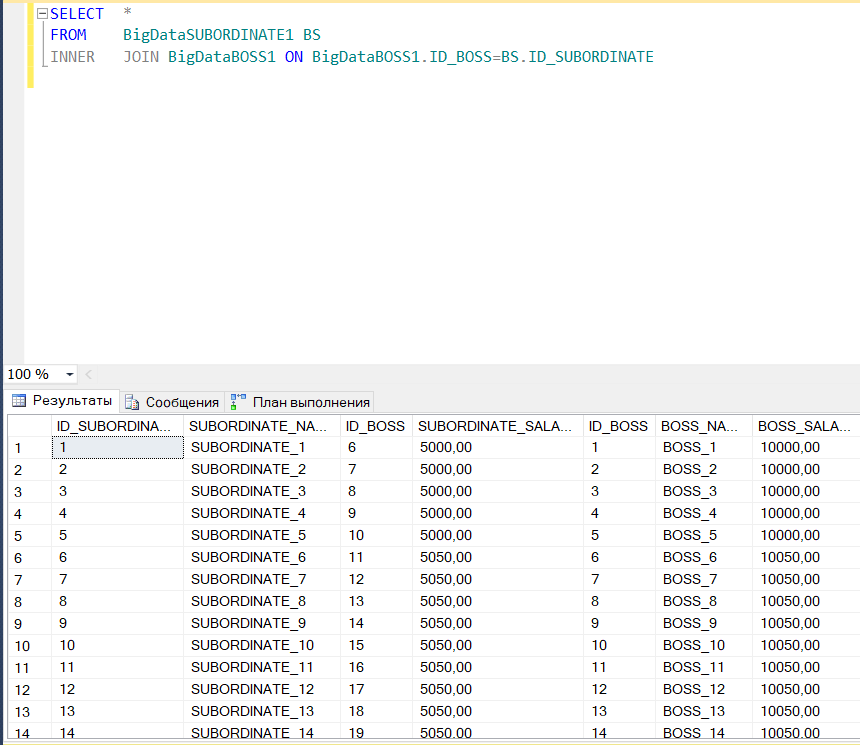 SELECT *
FROM BigDataSUBORDINATE1 BS
INNER JOIN BigDataBOSS1 ON BigDataBOSS1.ID_BOSS=BS.ID_SUBORDINATE
100 %
Результаты Сообщения План выполнения
ID_SUBORDINA... SUBORDINATE_NA... ID_BOSS SUBORDINATE_SALA... ID_BOSS BOSS_NA... BOSS_SALA...
1 1 SUBORDINATE_1 6 5000,00 1 BOSS_1 10000,00
2 2 SUBORDINATE_2 7 5000,00 2 BOSS_2 10000,00
3 3 SUBORDINATE_3 8 5000,00 3 BOSS_3 10000,00
4 4 SUBORDINATE_4 9 5000,00 4 BOSS_4 10000,00
5 5 SUBORDINATE_5 10 5000,00 5 BOSS_5 10000,00
6 6 SUBORDINATE_6 11 5050,00 6 BOSS_6 10050,00
7 7 SUBORDINATE_7 12 5050,00 7 BOSS_7 10050,00
8 8 SUBORDINATE_8 13 5050,00 8 BOSS_8 10050,00
9 9 SUBORDINATE_9 14 5050,00 9 BOSS_9 10050,00
10 10 SUBORDINATE_10 15 5050,00 10 BOSS_10 10050,00
11 11 SUBORDINATE_11 16 5050,00 11 BOSS_11 10050,00
12 12 SUBORDINATE_12 17 5050,00 12 BOSS_12 10050,00
13 13 SUBORDINATE_13 18 5050,00 13 BOSS_13 10050,00
14 14 SUBORDINATE_14 19 5050,00 14 BOSS_14 10050,00